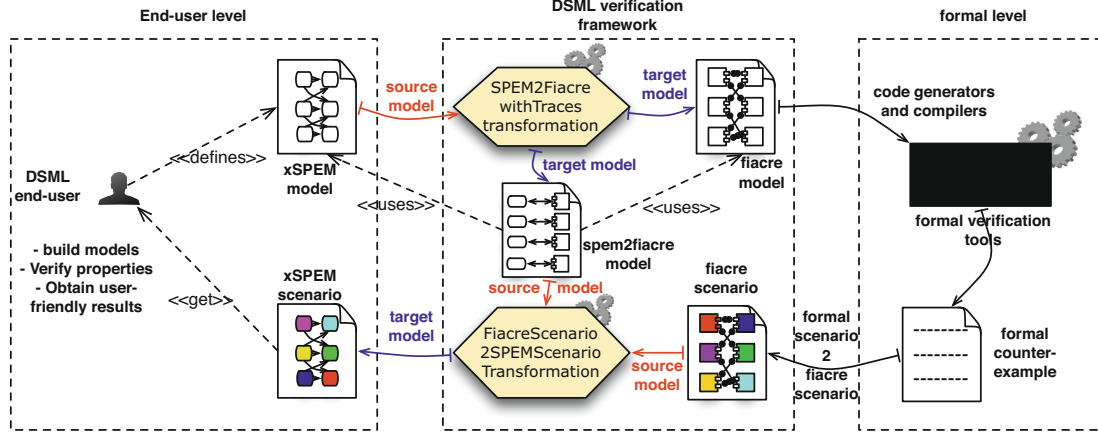 End-user level
DSML verification
framework
formal level
source
model
SPEM2Fiacre
withTraces
transformation
target
model
code generators
and compilers
<<defines>>
xSPEM
model
target model
fiacre
model
DSML
end-user
<<uses>>
<<uses>>
formal verification
tools
- build models
- Verify properties
- Obtain user-
friendly results
spem2fiacre
model
xSPEM
scenario
<<get>>
source model
fiacre
scenario
target
model
FiacreScenario
2SPEMScenario
Transformation
source
model
formal
scenario
2
fiacre
scenario
formal
counter-
example